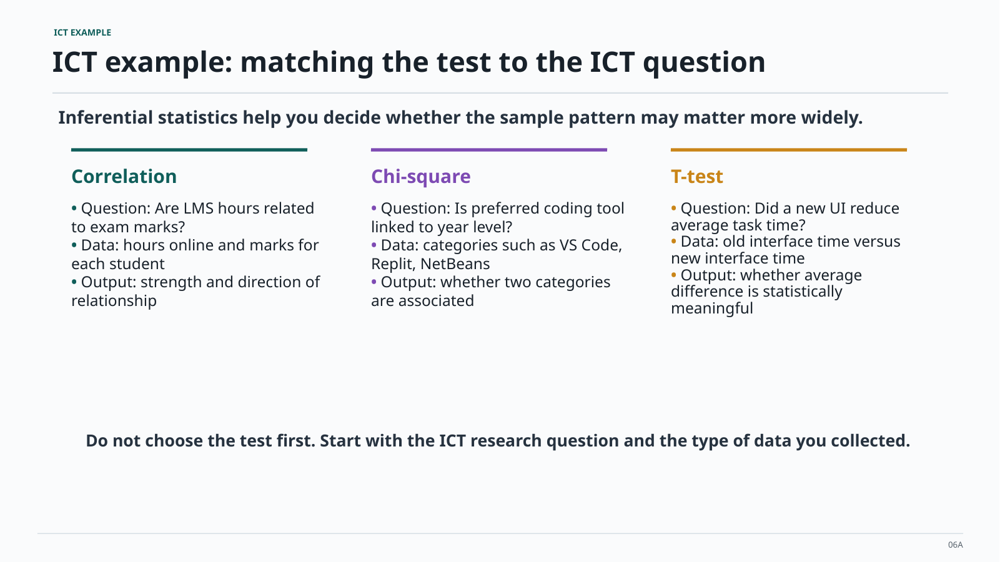 ICT EXAMPLE
ICT example: matching the test to the ICT question
Inferential statistics help you decide whether the sample pattern may matter more widely.
Correlation
• Question: Are LMS hours related
to exam marks?
• Data: hours online and marks for
each student
• Output: strength and direction of
relationship
Chi-square
• Question: Is preferred coding tool
linked to year level?
• Data: categories such as VS Code,
Replit, NetBeans
• Output: whether two categories
are associated
T-test
• Question: Did a new UI reduce
average task time?
• Data: old interface time versus
new interface time
• Output: whether average
difference is statistically
meaningful
Do not choose the test first. Start with the ICT research question and the type of data you collected.
06A